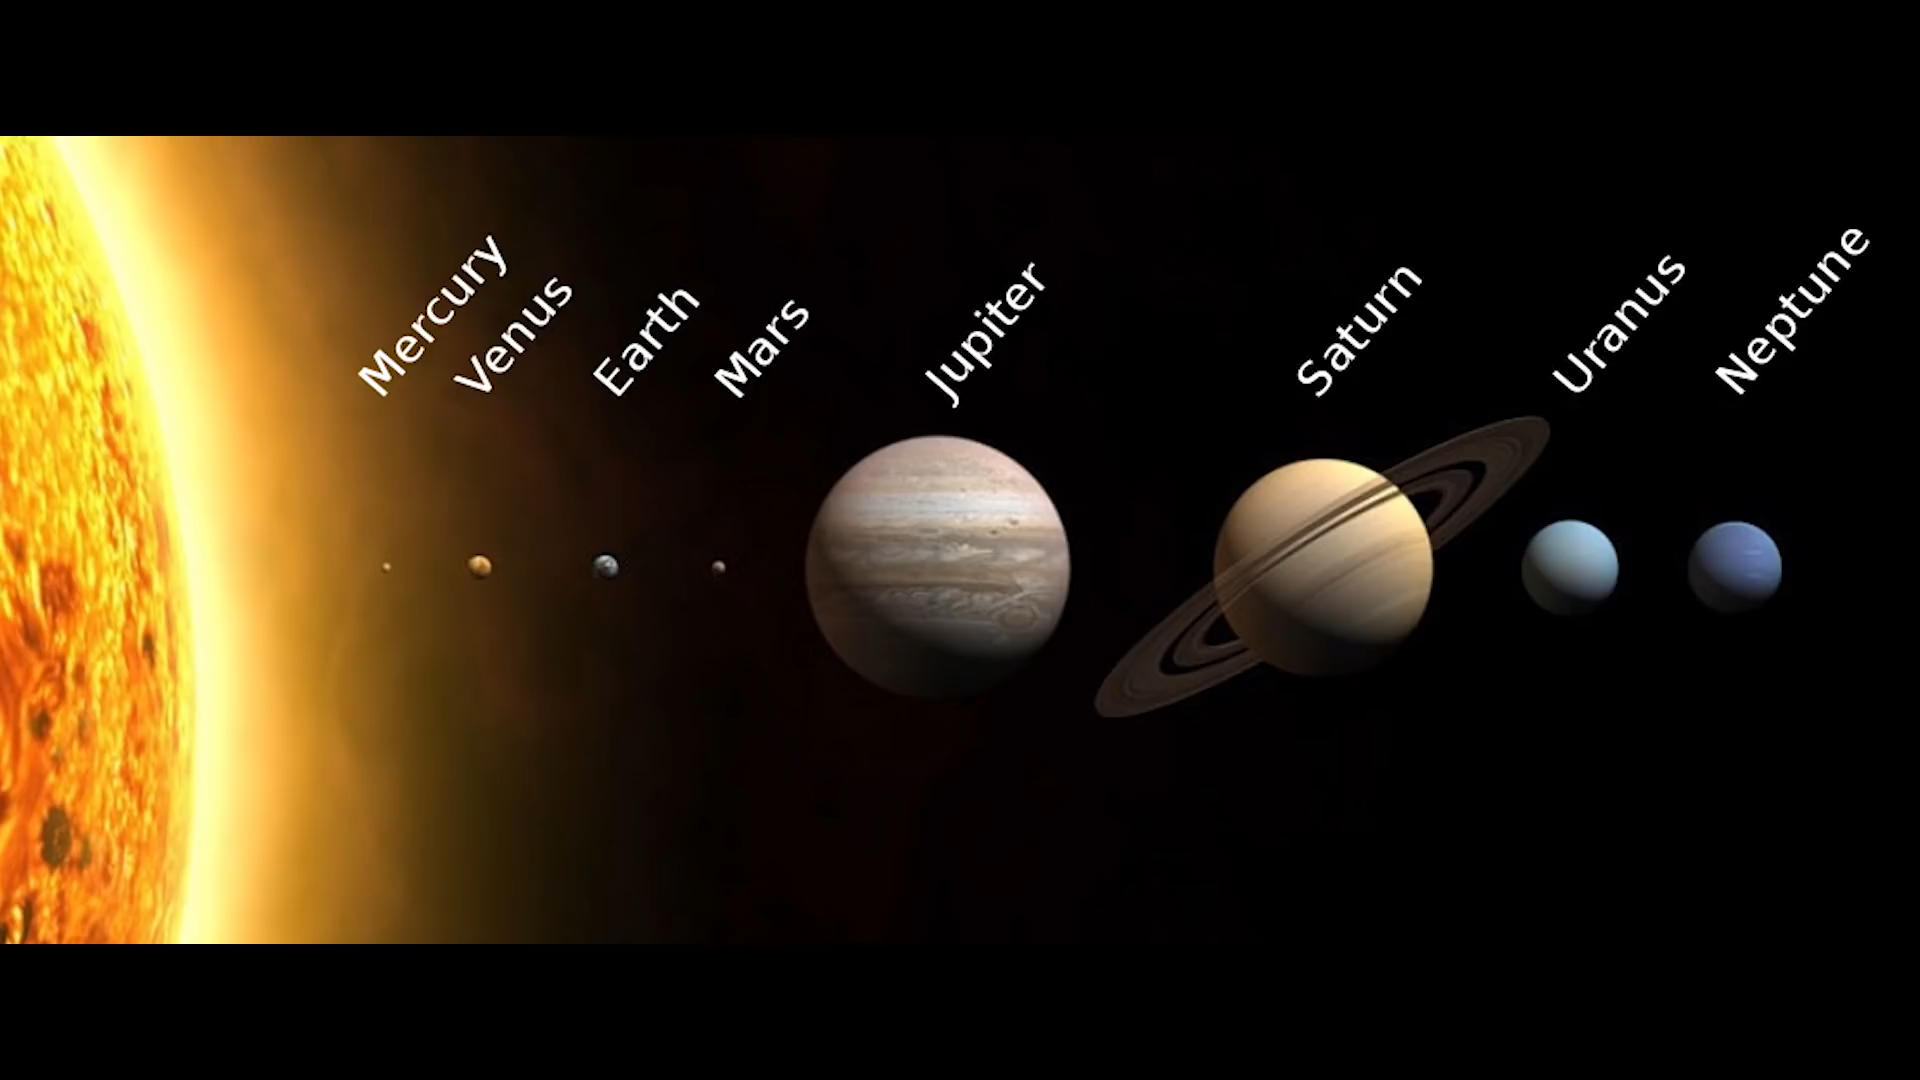 Mercury
Venus
Earth
Mars
Jupiter
Saturn
Uranus
Neptune